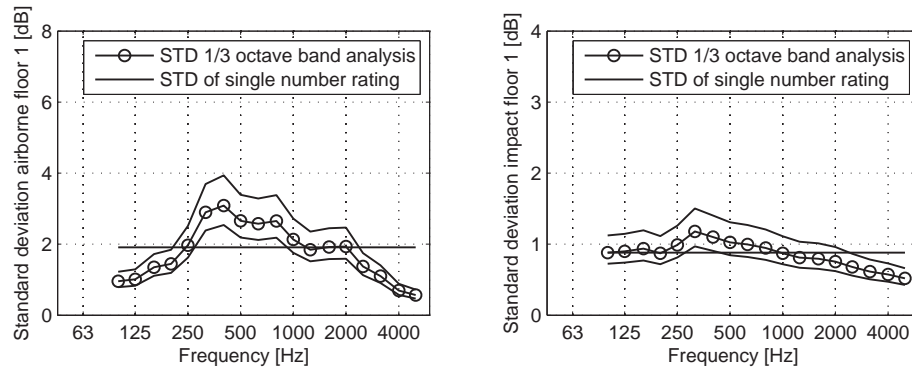 Standard deviation airborne floor 1 [dB]
8
6
4
2
0
STD 1/3 octave band analysis
STD of single number rating
63 125 250 500 1000 2000 4000
Frequency [Hz]
Standard deviation impact floor 1 [dB]
4
3
2
1
0
STD 1/3 octave band analysis
STD of single number rating
63 125 250 500 1000 2000 4000
Frequency [Hz]